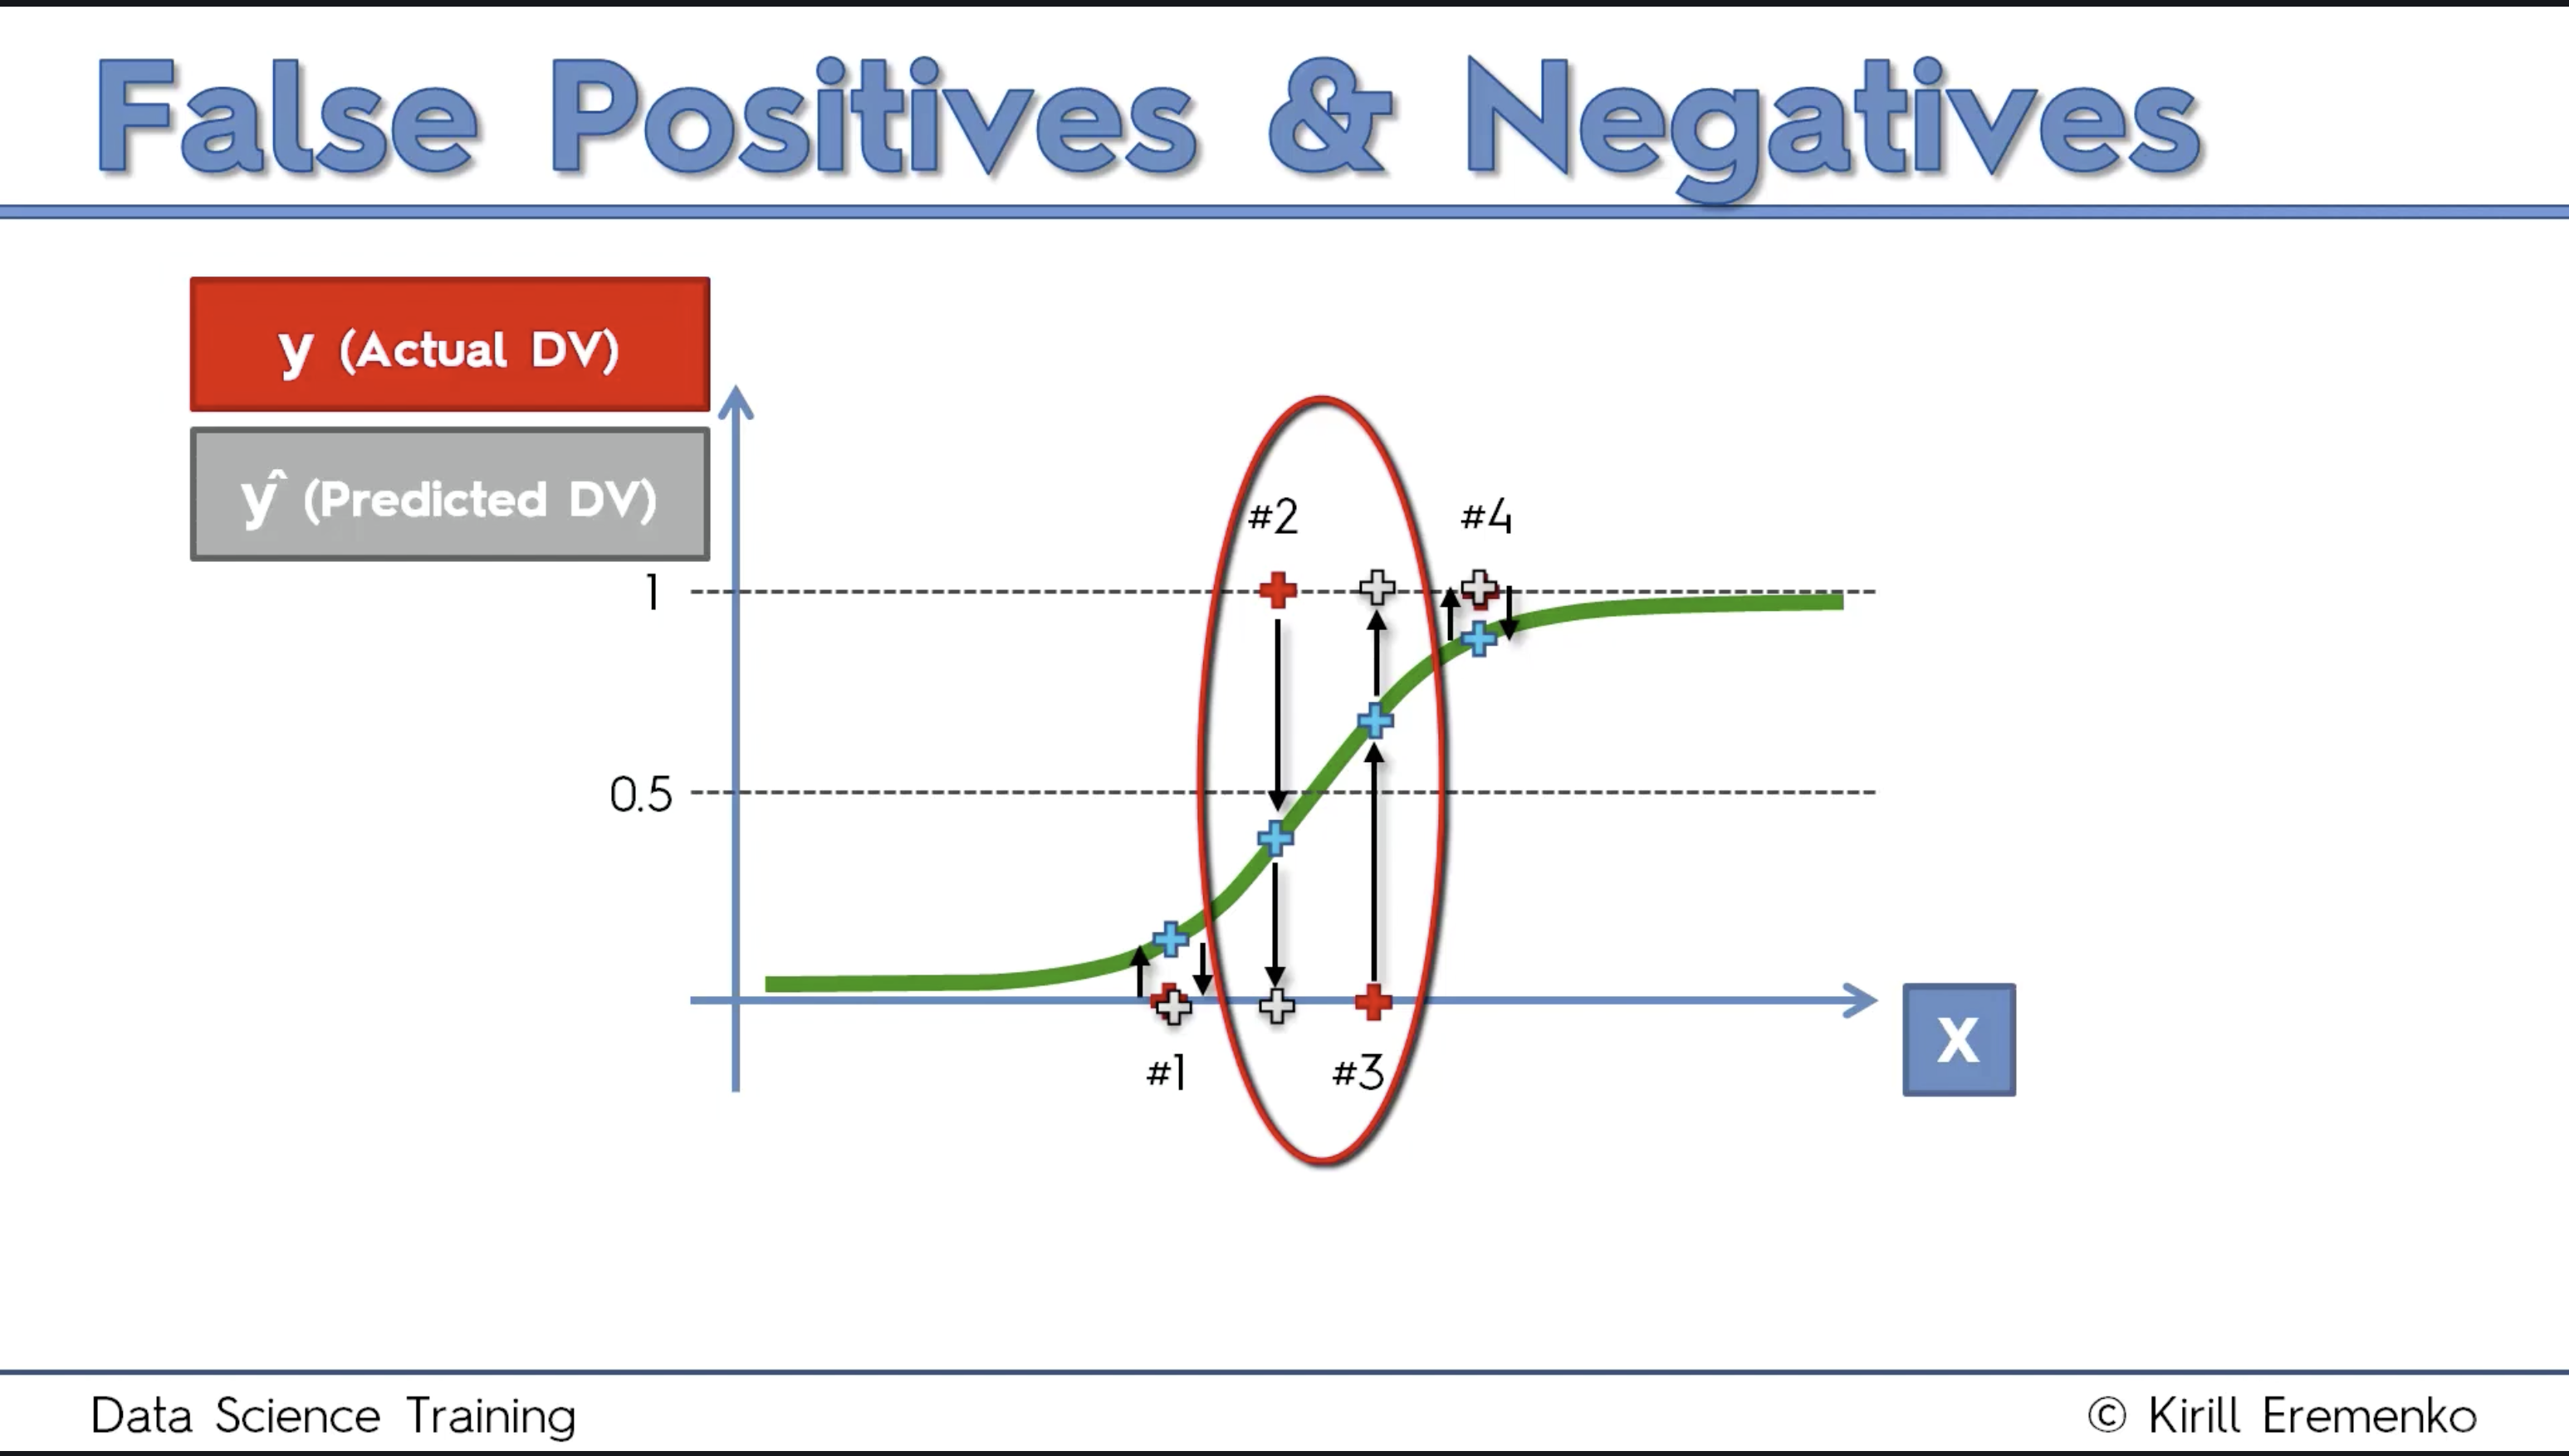 False Positives & Negatives
y (Actual DV)
y^ (Predicted DV)
#2
#4
1
0.5
#1
#3
X
Data Science Training
© Kirill Eremenko